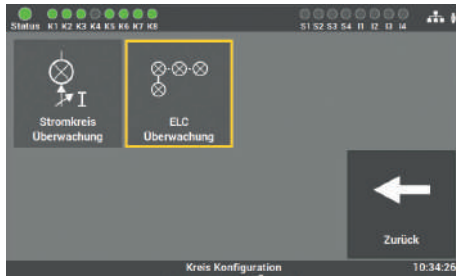 Status K1 K2 K3 K4 K5 K6 K7 K8 S1 S2 S3 S4 I1 I2 I3 I4
I
Stromkreis
Überwachung
ELC
Überwachung
Zurück
Kreis Konfiguration 10:34:26